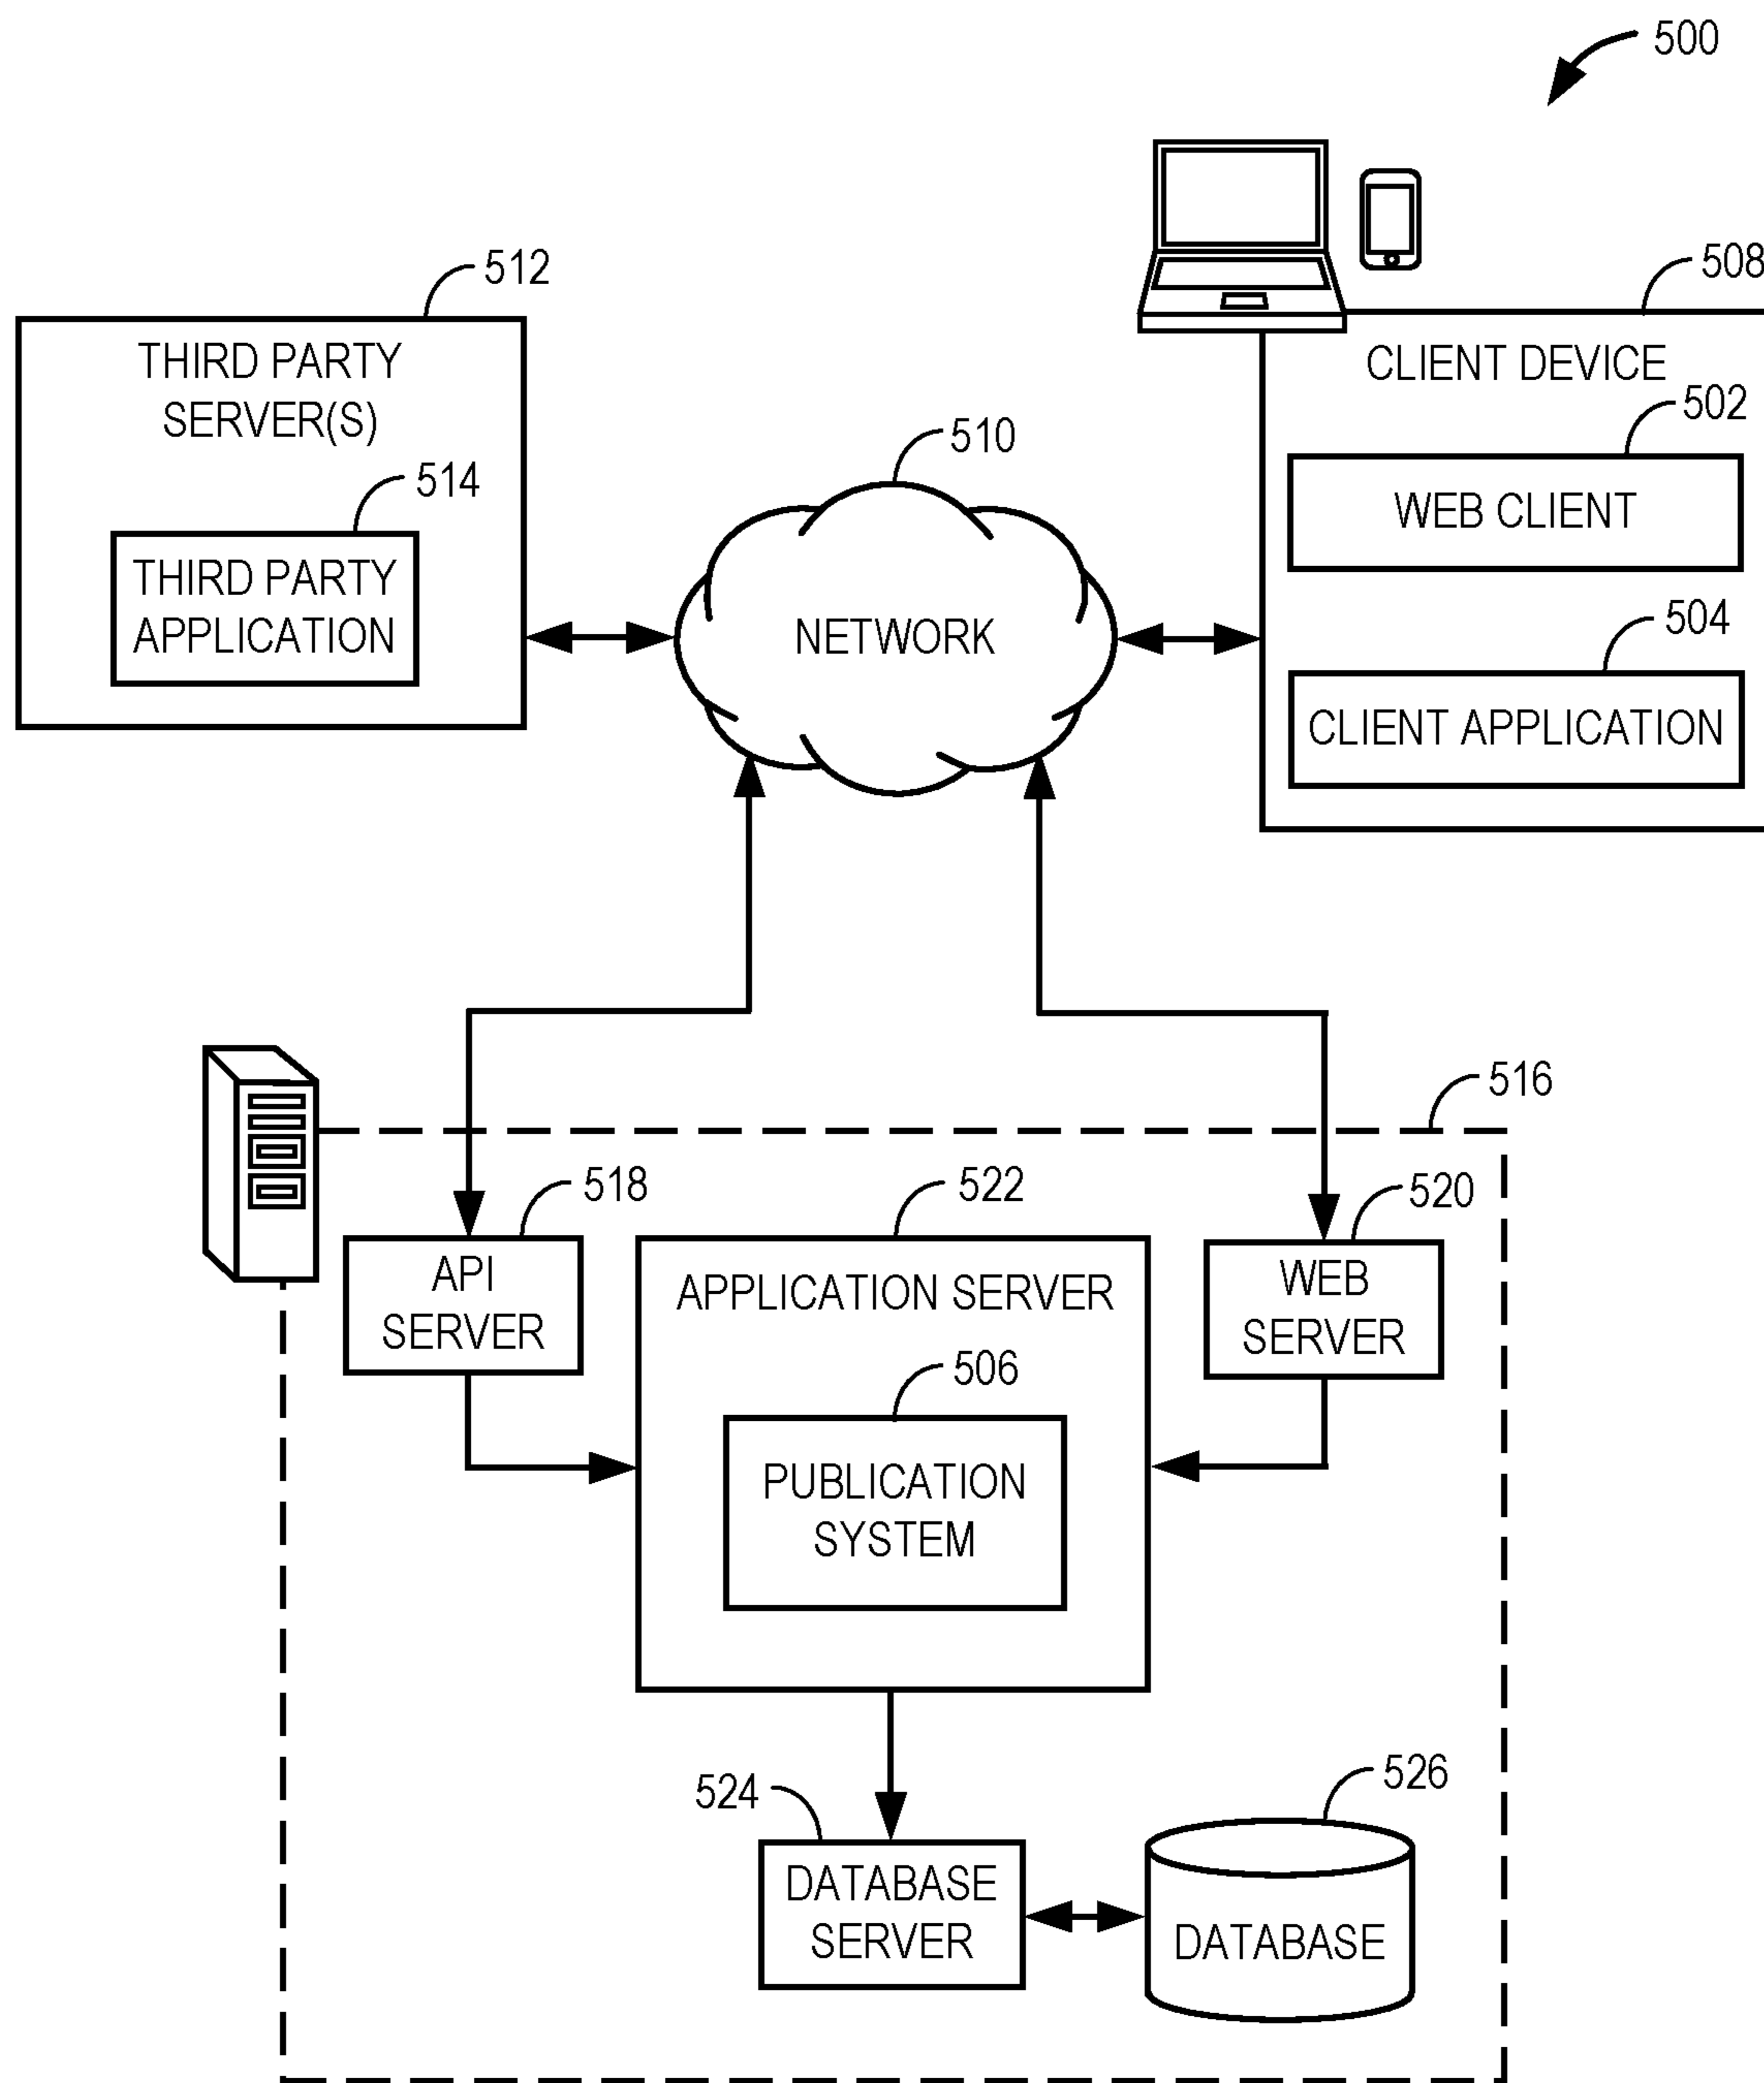 500
512
508
THIRD PARTY
SERVER(S)
CLIENT DEVICE
502
510
514
WEB CLIENT
THIRD PARTY
APPLICATION
NETWORK
504
CLIENT APPLICATION
516
518
522
520
API
SERVER
APPLICATION SERVER
WEB
SERVER
506
PUBLICATION
SYSTEM
524
526
DATABASE
SERVER
DATABASE